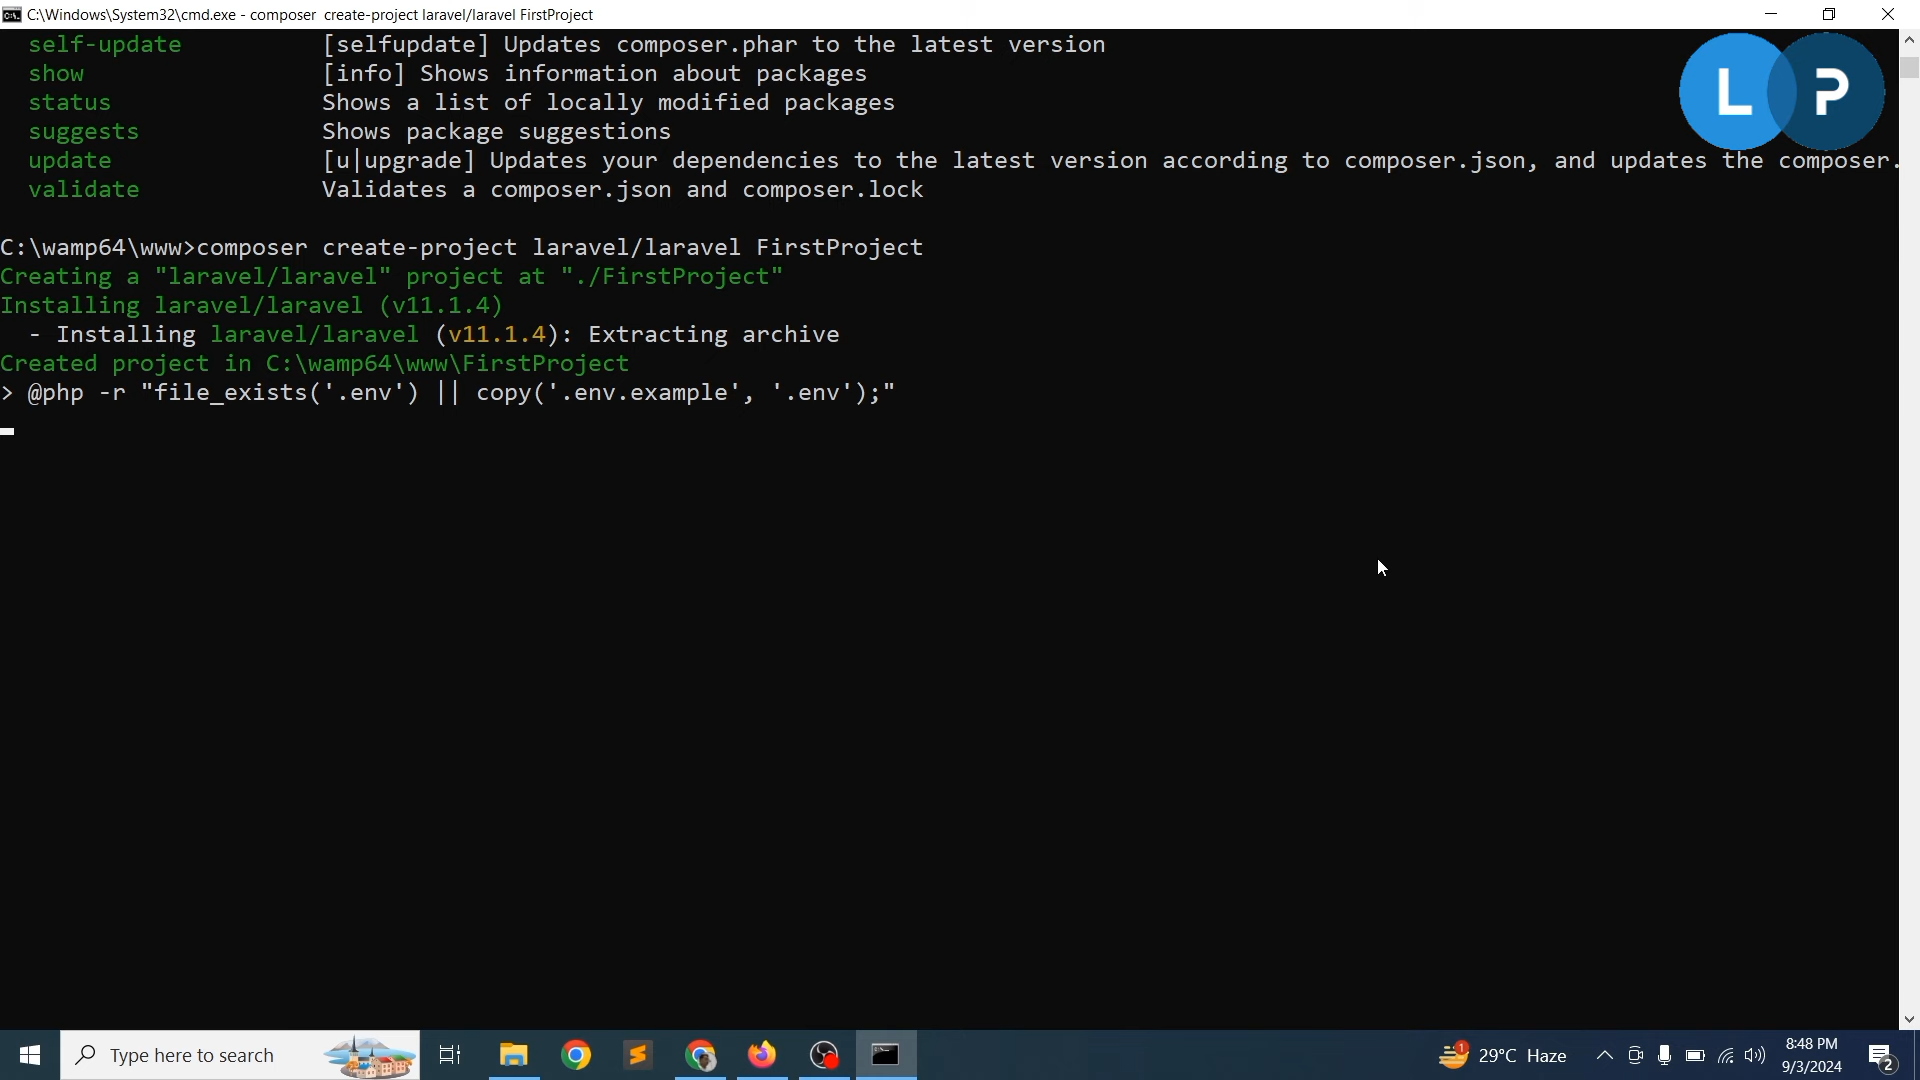 C:\Windows\System32\cmd.exe - composer create-project laravel/laravel FirstProject
self-update [selfupdate] Updates composer.phar to the latest version
show [info] Shows information about packages
status Shows a list of locally modified packages
suggests Shows package suggestions
update [u|upgrade] Updates your dependencies to the latest version according to composer.json, and updates the composer.
validate Validates a composer.json and composer.lock
L P
C:\wamp64\www>composer create-project laravel/laravel FirstProject
Creating a "laravel/laravel" project at "./FirstProject"
Installing laravel/laravel (v11.1.4)
- Installing laravel/laravel (v11.1.4): Extracting archive
Created project in C:\wamp64\www\FirstProject
> @php -r "file_exists('.env') || copy('.env.example', '.env');"
Type here to search
1
29°C Haze
8:48 PM
9/3/2024
2